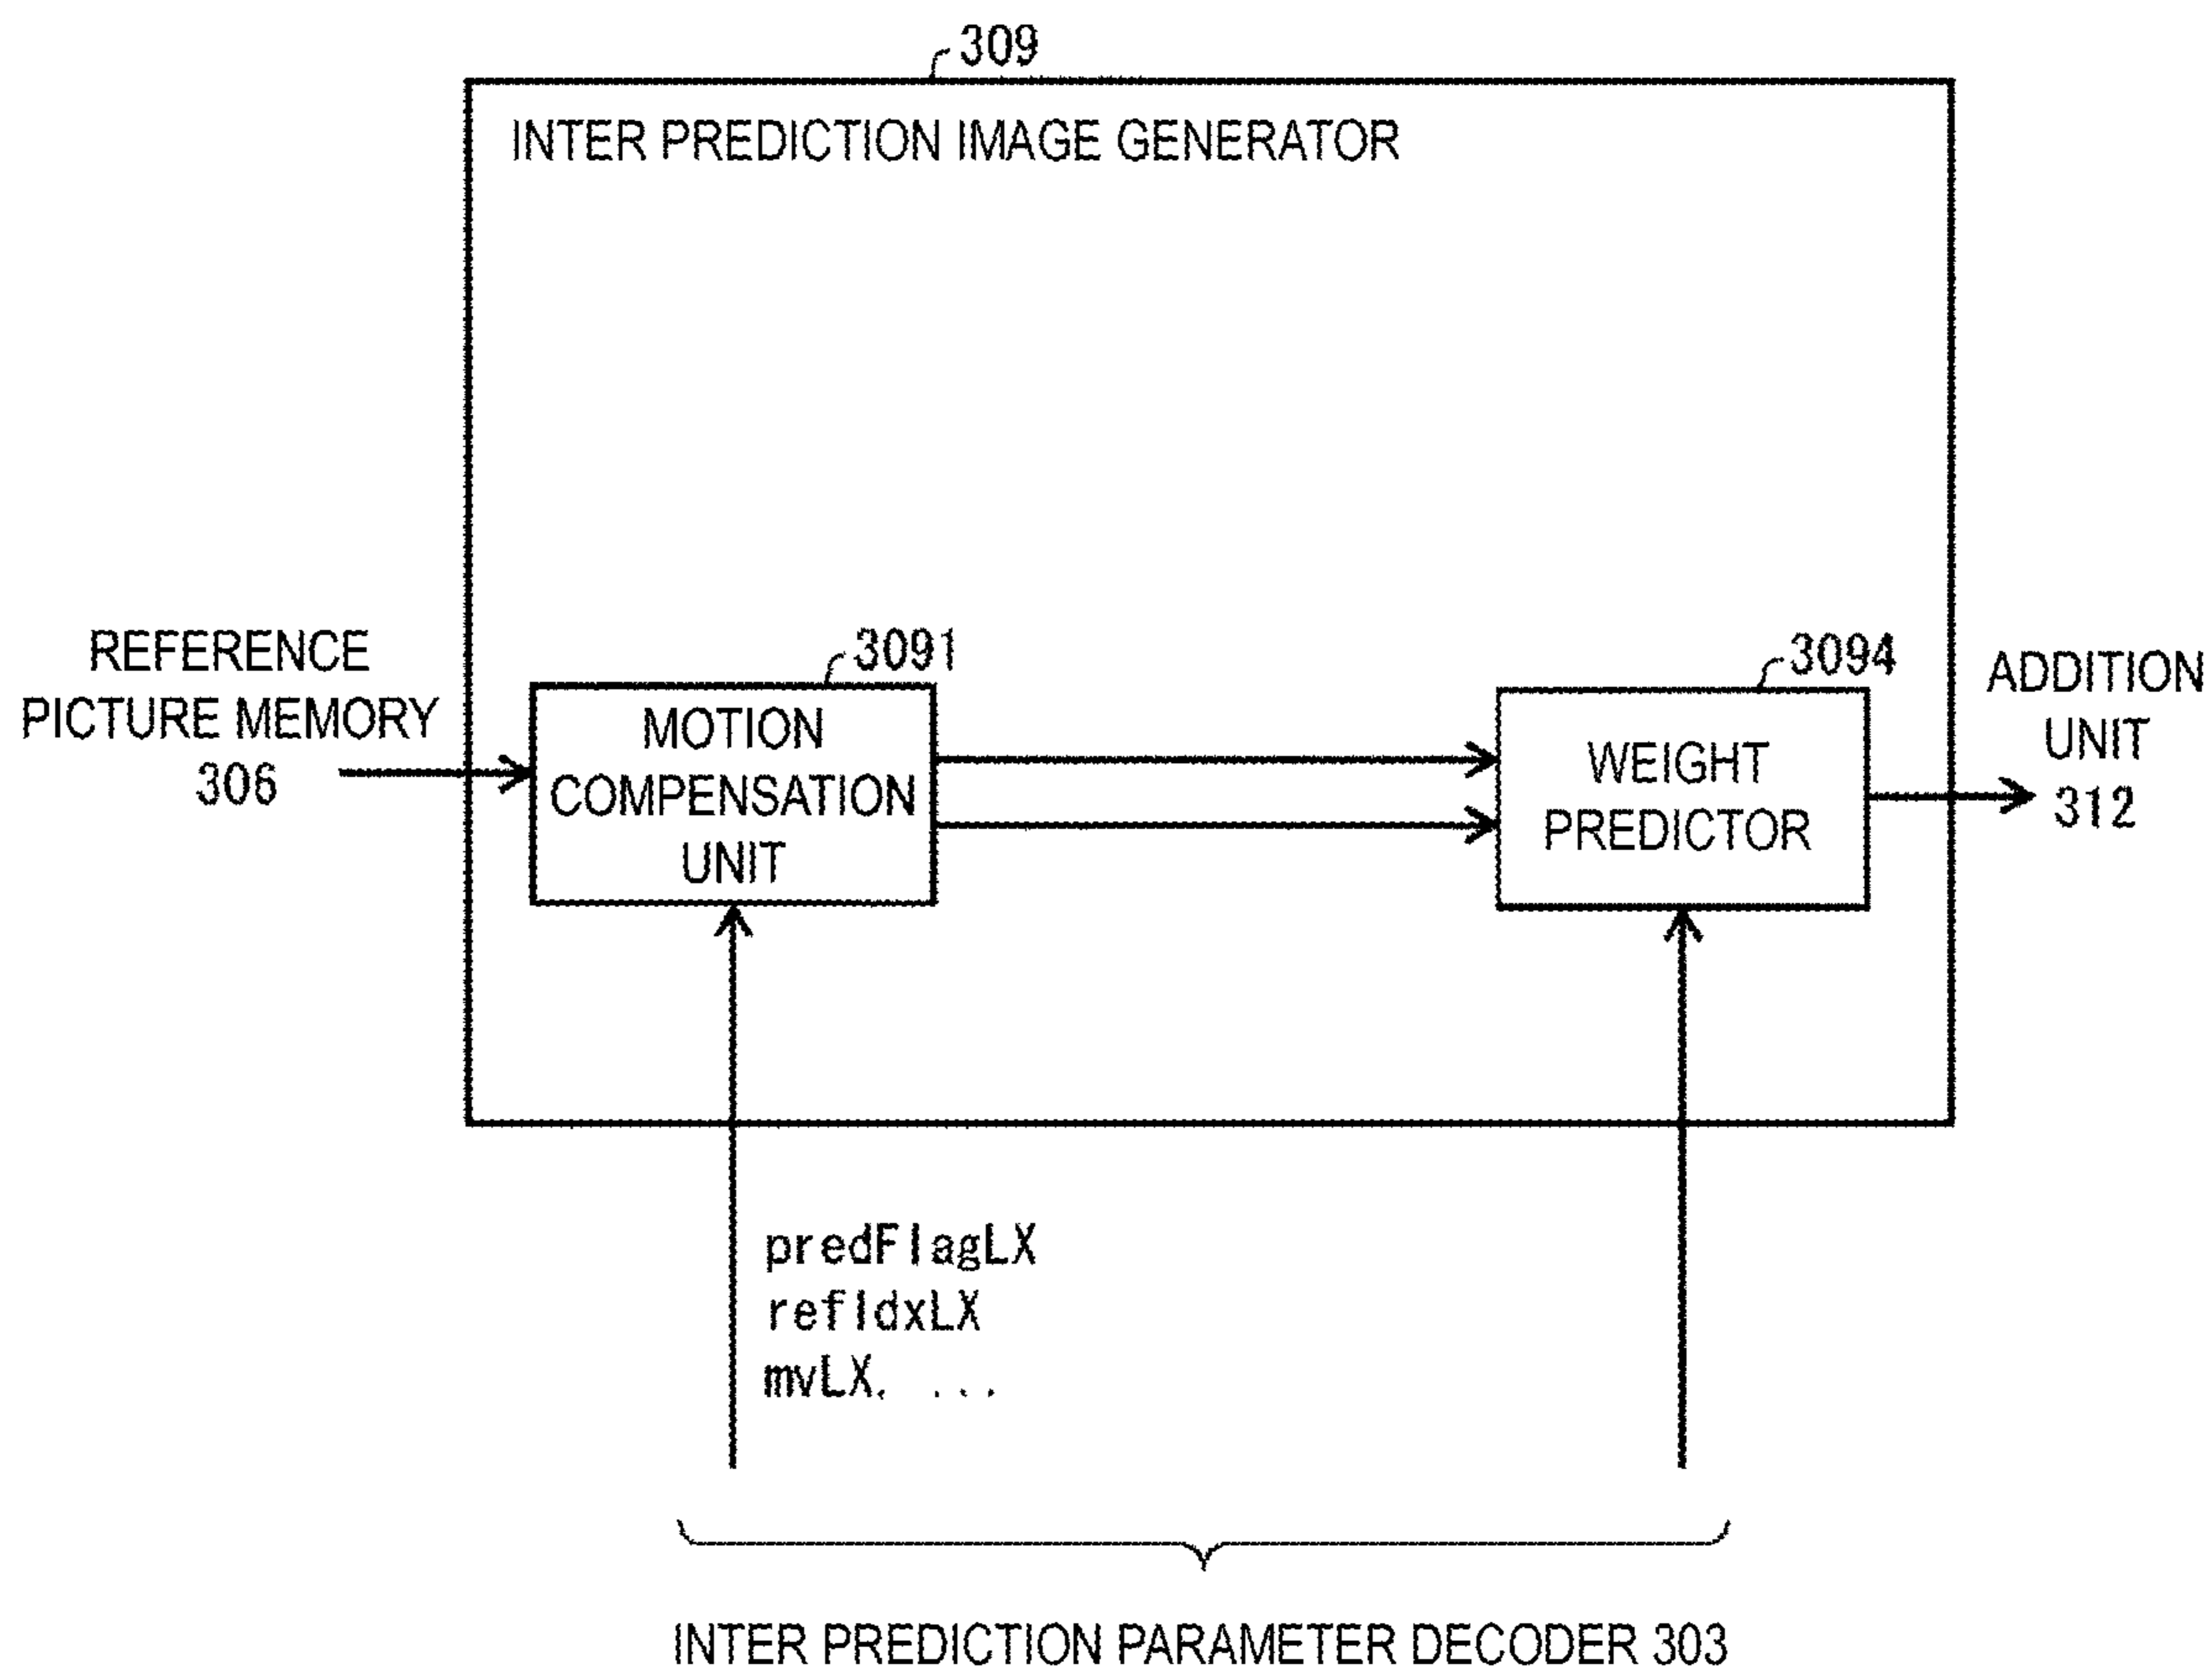 309
INTER PREDICTION IMAGE GENERATOR
REFERENCE
PICTURE MEMORY
306
3091
MOTION
COMPENSATION
UNIT
3094
WEIGHT
PREDICTOR
ADDITION
UNIT
312
predFlagLX
refIdxLX
mvLX, ...
INTER PREDICTION PARAMETER DECODER 303